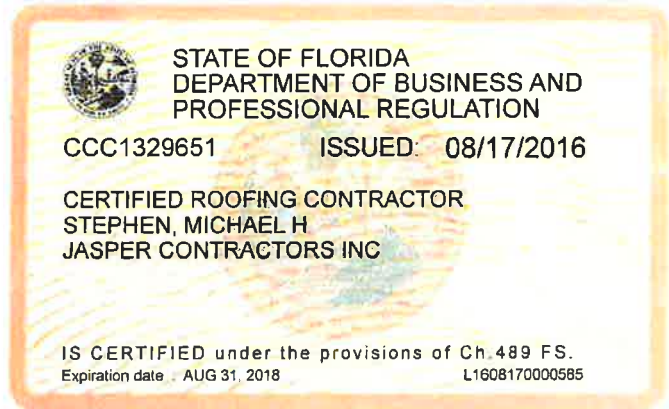 STATE OF FLORIDA
DEPARTMENT OF BUSINESS AND
PROFESSIONAL REGULATION
CCC1329651 ISSUED: 08/17/2016
CERTIFIED ROOFING CONTRACTOR
STEPHEN, MICHAEL H
JASPER CONTRACTORS INC
IS CERTIFIED under the provisions of Ch.489 FS.
Expiration date : AUG 31, 2018 L1608170000585